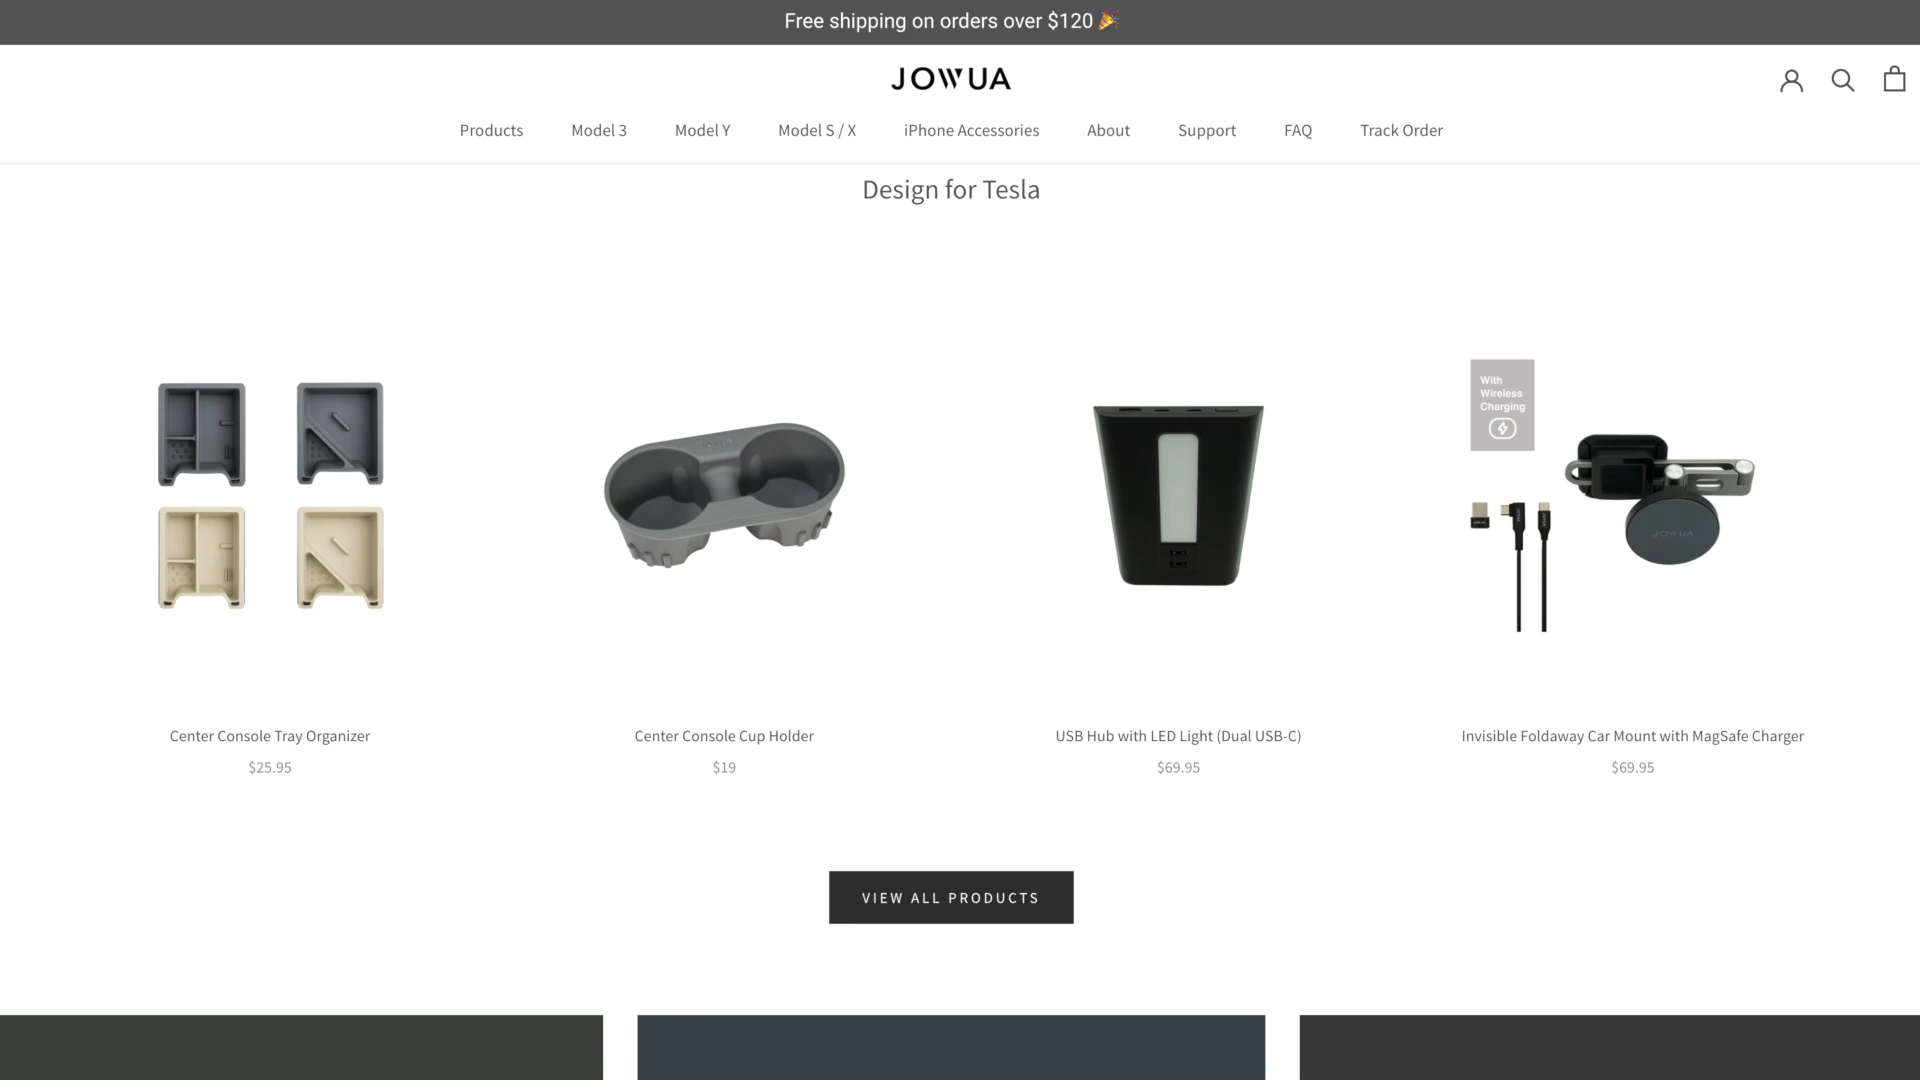 Free shipping on orders over $120 🎉
JOWUA
Products Model 3 Model Y Model S / X iPhone Accessories About Support FAQ Track Order
Design for Tesla
With
Wireless
Charging
JOWUA
Center Console Tray Organizer
$25.95
Center Console Cup Holder
$19
USB Hub with LED Light (Dual USB-C)
$69.95
Invisible Foldaway Car Mount with MagSafe Charger
$69.95
VIEW ALL PRODUCTS